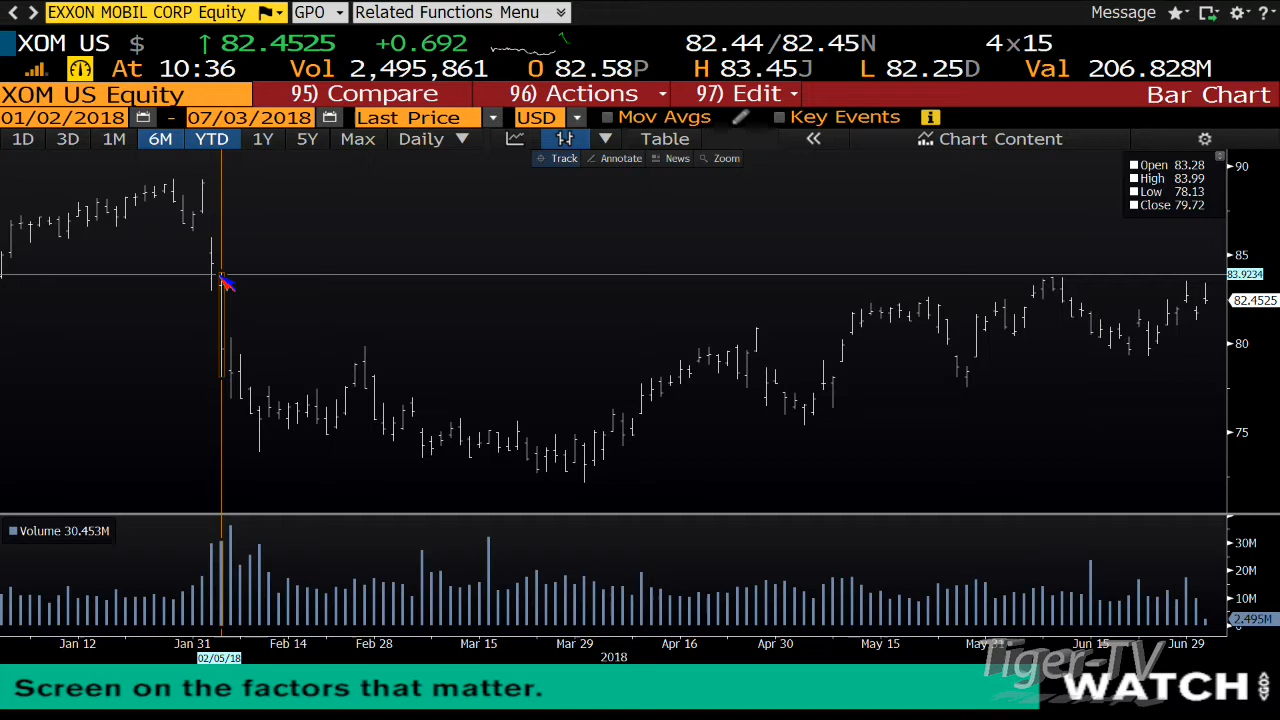 EXXON MOBIL CORP Equity GPO Related Functions Menu Message
XOM US $ ↑ 82.4525 +0.692 82.44/82.45N 4x15
At 10:36 Vol 2,495,861 O 82.58P H 83.45J L 82.25D Val 206.828M
XOM US Equity 95) Compare 96) Actions 97) Edit Bar Chart
01/02/2018 - 07/03/2018 Last Price USD Mov Avgs Key Events
1D 3D 1M 6M YTD 1Y 5Y Max Daily Table « Chart Content
Track Annotate News Zoom
Open 83.28
High 83.99
Low 78.13
Close 79.72
90
85
83.9234
82.4525
80
75
Volume 30.453M
30M
20M
10M
0
2.495M
Jan 12 Jan 31 Feb 14 Feb 28 Mar 15 Mar 29 Apr 16 Apr 30 May 15 May 31 Jun 15 Jun 29
02/05/18 2018
Tiger-TV
Screen on the factors that matter. WATCH